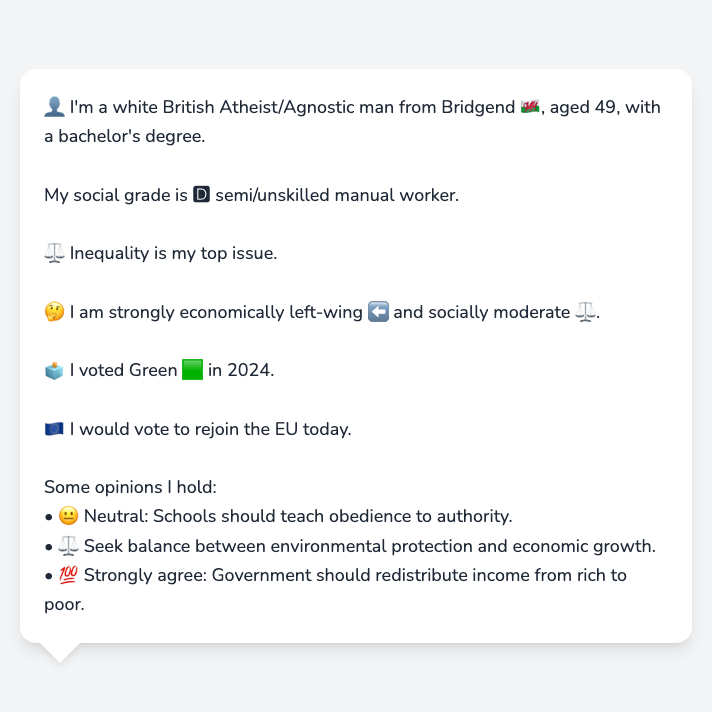 👤 I'm a white British Atheist/Agnostic man from Bridgend 🏴󠁧󠁢󠁷󠁬󠁳󠁿, aged 49, with
a bachelor's degree.
My social grade is 🅳 semi/unskilled manual worker.
⚖️ Inequality is my top issue.
🤔 I am strongly economically left-wing ⬅️ and socially moderate ⚖️.
🗳️ I voted Green 🟩 in 2024.
🇪🇺 I would vote to rejoin the EU today.
Some opinions I hold:
• 😐 Neutral: Schools should teach obedience to authority.
• ⚖️ Seek balance between environmental protection and economic growth.
• 💯 Strongly agree: Government should redistribute income from rich to
poor.